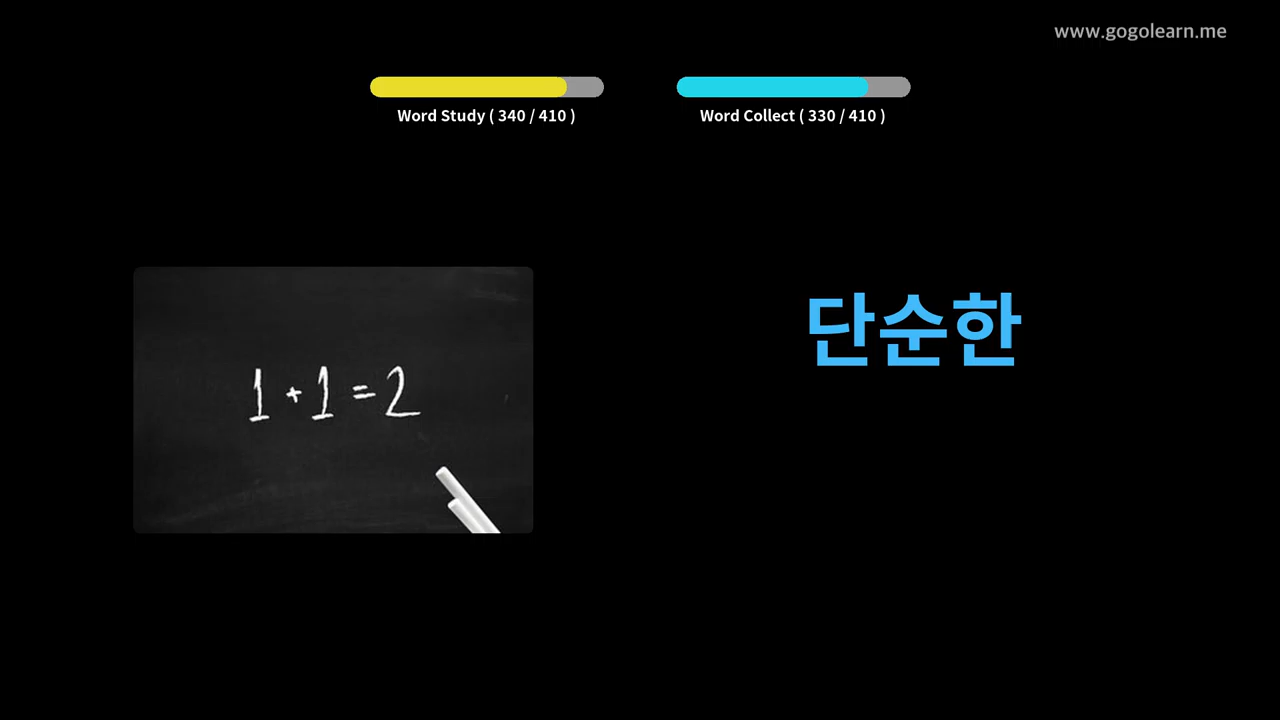 www.gogolearn.me
Word Study ( 340 / 410 )
Word Collect ( 330 / 410 )
단순한
1 + 1 = 2